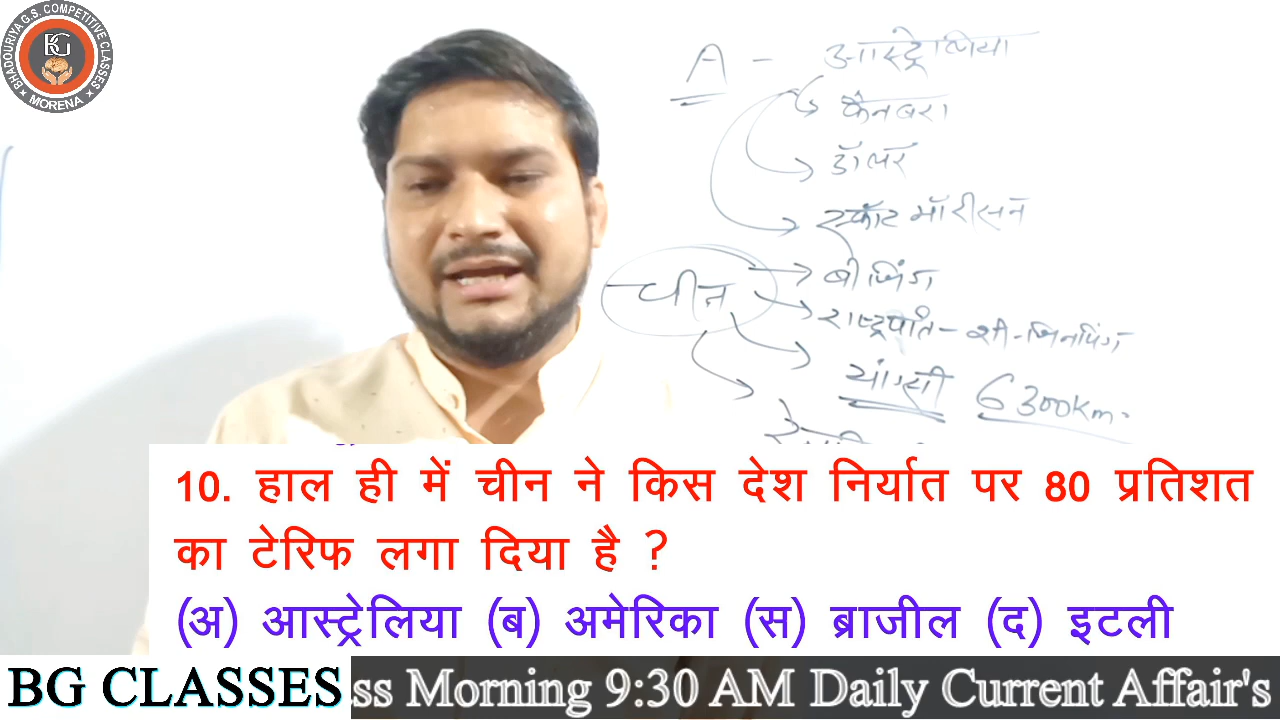 BHADOURIYA G.S. COMPETITIVE CLASSES
BG
MORENA
A - आस्ट्रेलिया
कैनबरा
डॉलर
स्कॉट मॉरीसन
चीन
बीजिंग
राष्ट्रपति - शी-जिनपिंग
यांग्सी 6300km.
10. हाल ही में चीन ने किस देश निर्यात पर 80 प्रतिशत
का टेरिफ लगा दिया है ?
(अ) आस्ट्रेलिया (ब) अमेरिका (स) ब्राजील (द) इटली
BG CLASSES ss Morning 9:30 AM Daily Current Affair's